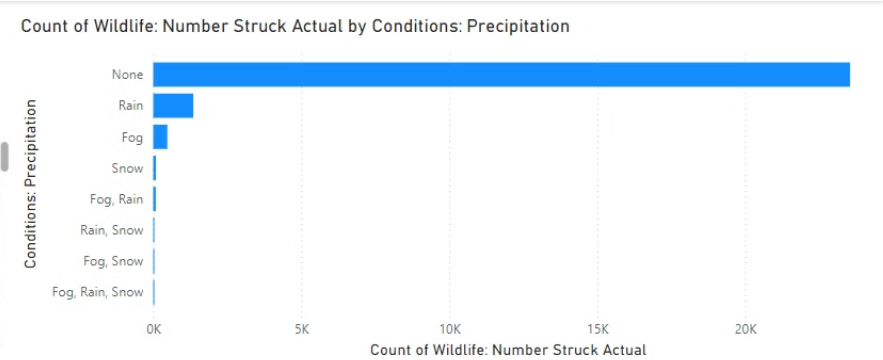 Count of Wildlife: Number Struck Actual by Conditions: Precipitation
Conditions: Precipitation
None
Rain
Fog
Snow
Fog, Rain
Rain, Snow
Fog, Snow
Fog, Rain, Snow
0K 5K 10K 15K 20K
Count of Wildlife: Number Struck Actual